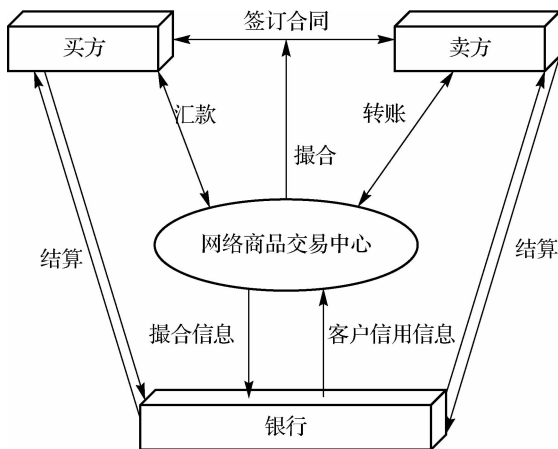 签订合同
买方
卖方
汇款
转账
撮合
网络商品交易中心
结算
结算
撮合信息
客户信用信息
银行